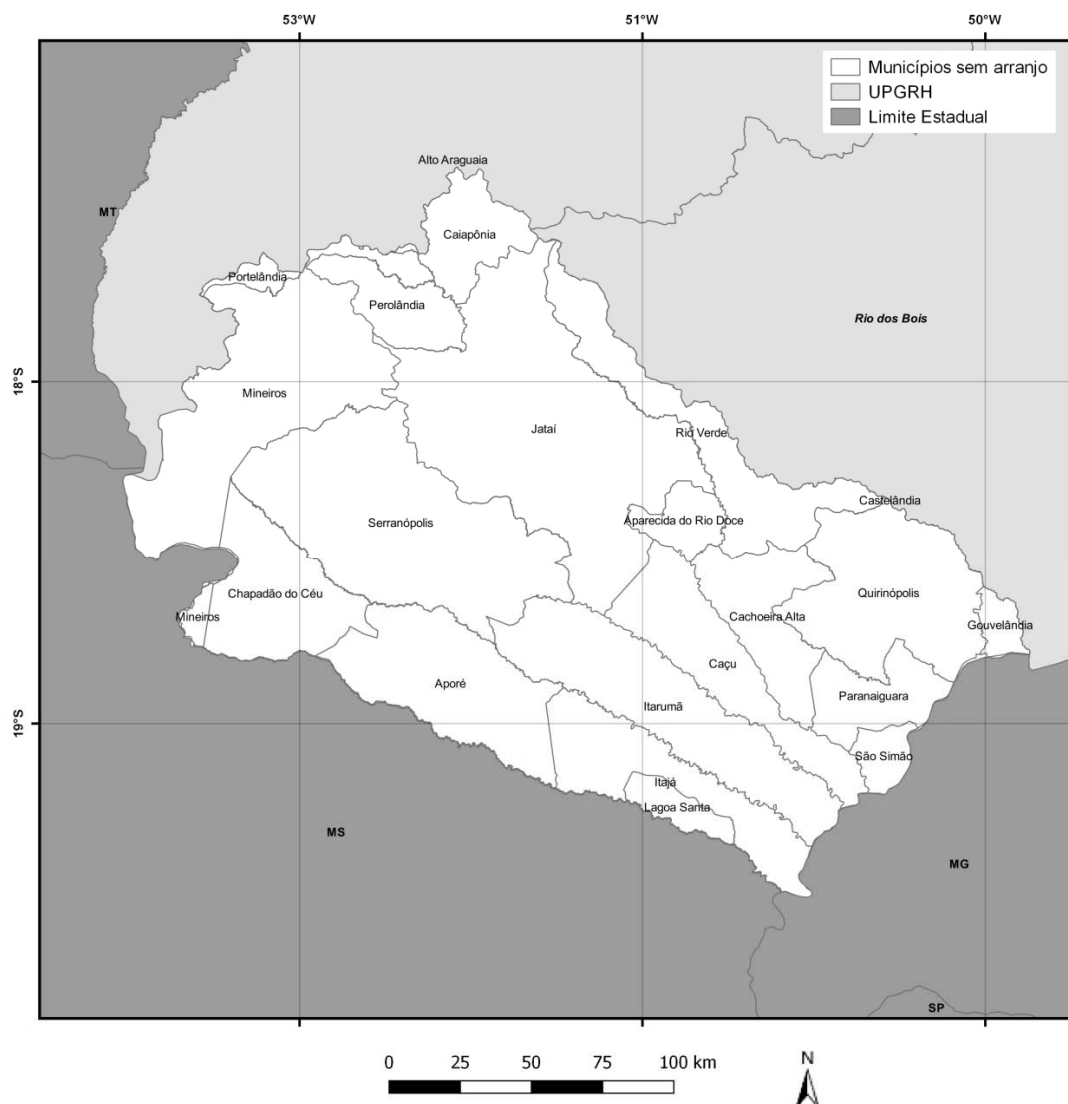 53°W
51°W
50°W
Municípios sem arranjo
UPGRH
Limite Estadual
Alto Araguaia
MT
Caiapônia
Portelândia
Perolândia
Rio dos Bois
18°S
Mineiros
Jataí
Rio Verde
Castelândia
Aparecida do Rio Doce
Serranópolis
Chapadão do Céu
Quirinópolis
Mineiros
Cachoeira Alta
Gouvelândia
Caçu
Aporé
Paranaiguara
Itarumã
19°S
São Simão
Itajá
Lagoa Santa
MS
MG
SP
0 25 50 75 100 km
N